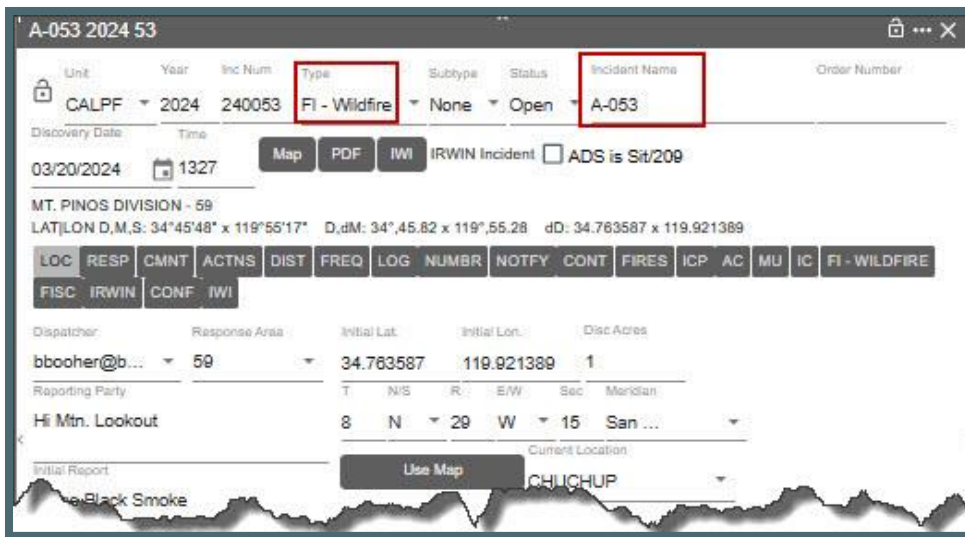 A-053 2024 53
Unit Year Inc Num Type Subtype Status Incident Name Order Number
CALPF 2024 240053 FI - Wildfire None Open A-053
Discovery Date Time
03/20/2024 1327 Map PDF IWI IRWIN Incident ADS is Sit/209
MT. PINOS DIVISION - 59
LAT|LON D,M,S: 34°45'48" x 119°55'17" D,dM: 34°,45.82 x 119°,55.28 dD: 34.763587 x 119.921389
LOC RESP CMNT ACTNS DIST FREQ LOG NUMBR NOTFY CONT FIRES ICP AC MU IC FI - WILDFIRE
FISC IRWIN CONF IWI
Dispatcher Response Area Initial Lat. Initial Lon. Disc Acres
bbooher@b... 59 34.763587 119.921389 1
Reporting Party T N/S R E/W Sec Meridian
Hi Mtn. Lookout 8 N 29 W 15 San ...
Current Location
Initial Report Use Map CHUCHUP
Black Smoke